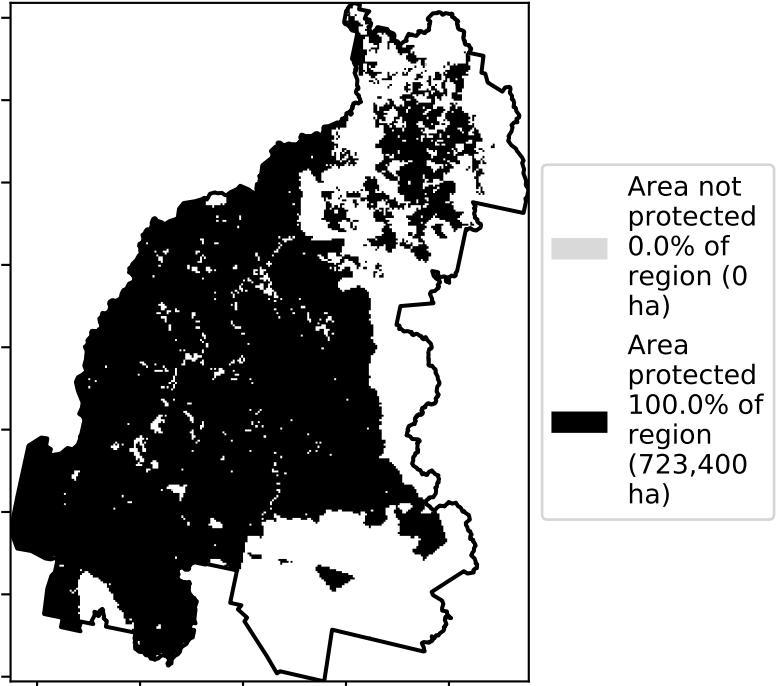 Area not
protected
0.0% of
region (0
ha)
Area
protected
100.0% of
region
(723,400
ha)